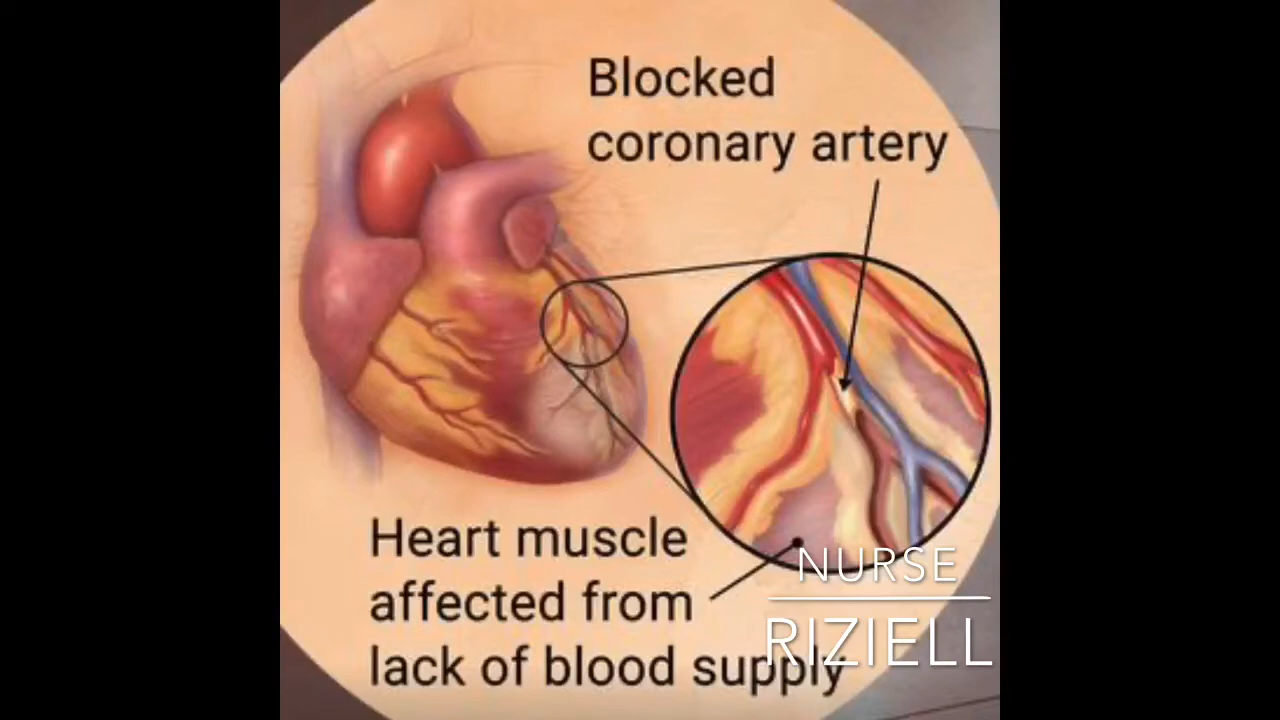 Blocked
coronary artery
Heart muscle
affected from
lack of blood supply
NURSE
RIZIELL